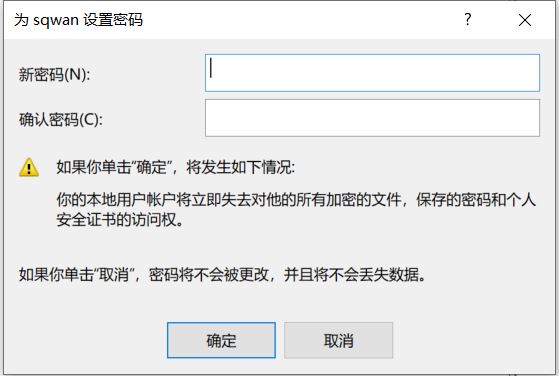 为 sqwan 设置密码
新密码(N):
确认密码(C):
如果你单击“确定”，将发生如下情况:
你的本地用户帐户将立即失去对他的所有加密的文件，保存的密码和个人
安全证书的访问权。
如果你单击“取消”，密码将不会被更改，并且将不会丢失数据。
确定
取消